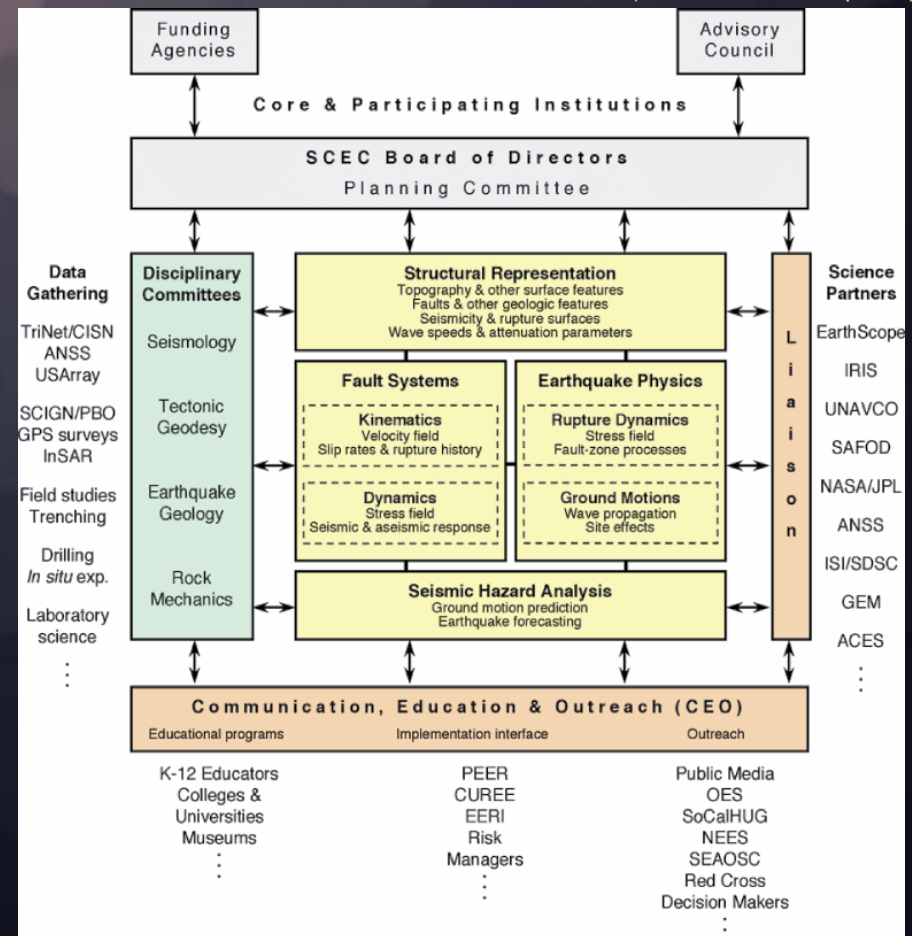 Funding
Agencies
Advisory
Council
Core & Participating Institutions
SCEC Board of Directors
Planning Committee
Data
Gathering
TriNet/CISN
ANSS
USArray
SCIGN/PBO
GPS surveys
InSAR
Field studies
Trenching
Drilling
In situ exp.
Laboratory
science
Disciplinary
Committees
Seismology
Tectonic
Geodesy
Earthquake
Geology
Rock
Mechanics
Structural Representation
Topography & other surface features
Faults & other geologic features
Seismicity & rupture surfaces
Wave speeds & attenuation parameters
Fault Systems
Kinematics
Velocity field
Slip rates & rupture history
Dynamics
Stress field
Seismic & aseismic response
Earthquake Physics
Rupture Dynamics
Stress field
Fault-zone processes
Ground Motions
Wave propagation
Site effects
Seismic Hazard Analysis
Ground motion prediction
Earthquake forecasting
Liaison
Science
Partners
EarthScope
IRIS
UNAVCO
SAFOD
NASA/JPL
ANSS
ISI/SDSC
GEM
ACES
Communication, Education & Outreach (CEO)
Educational programs
Implementation interface
Outreach
K-12 Educators
Colleges &
Universities
Museums
PEER
CUREE
EERI
Risk
Managers
Public Media
OES
SoCalHUG
NEES
SEAOSC
Red Cross
Decision Makers